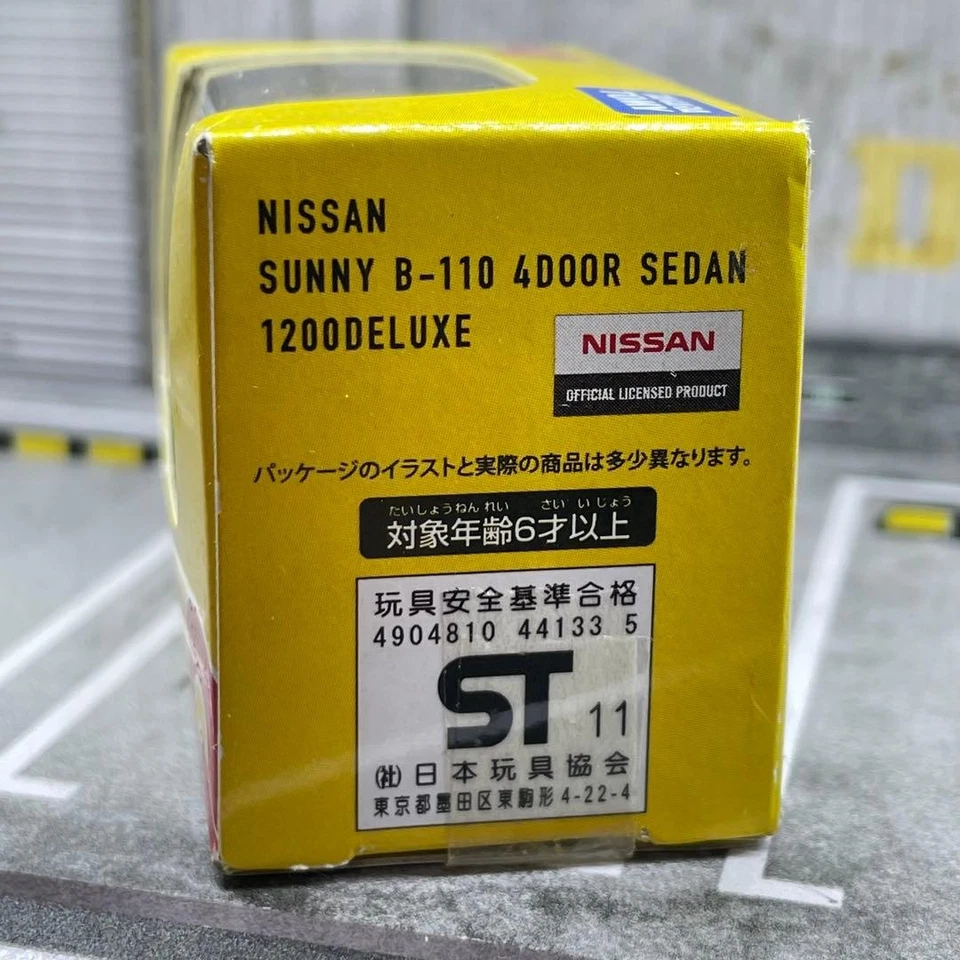 NISSAN
SUNNY B-110 4DOOR SEDAN
1200DELUXE
NISSAN
OFFICIAL LICENSED PRODUCT
パッケージのイラストと実際の商品は多少異なります。
たいしょうねんれい さいいじょう
対象年齢6才以上
玩具安全基準合格
4904810 44133 5
ST 11
㈳日本玩具協会
東京都墨田区東駒形4-22-4